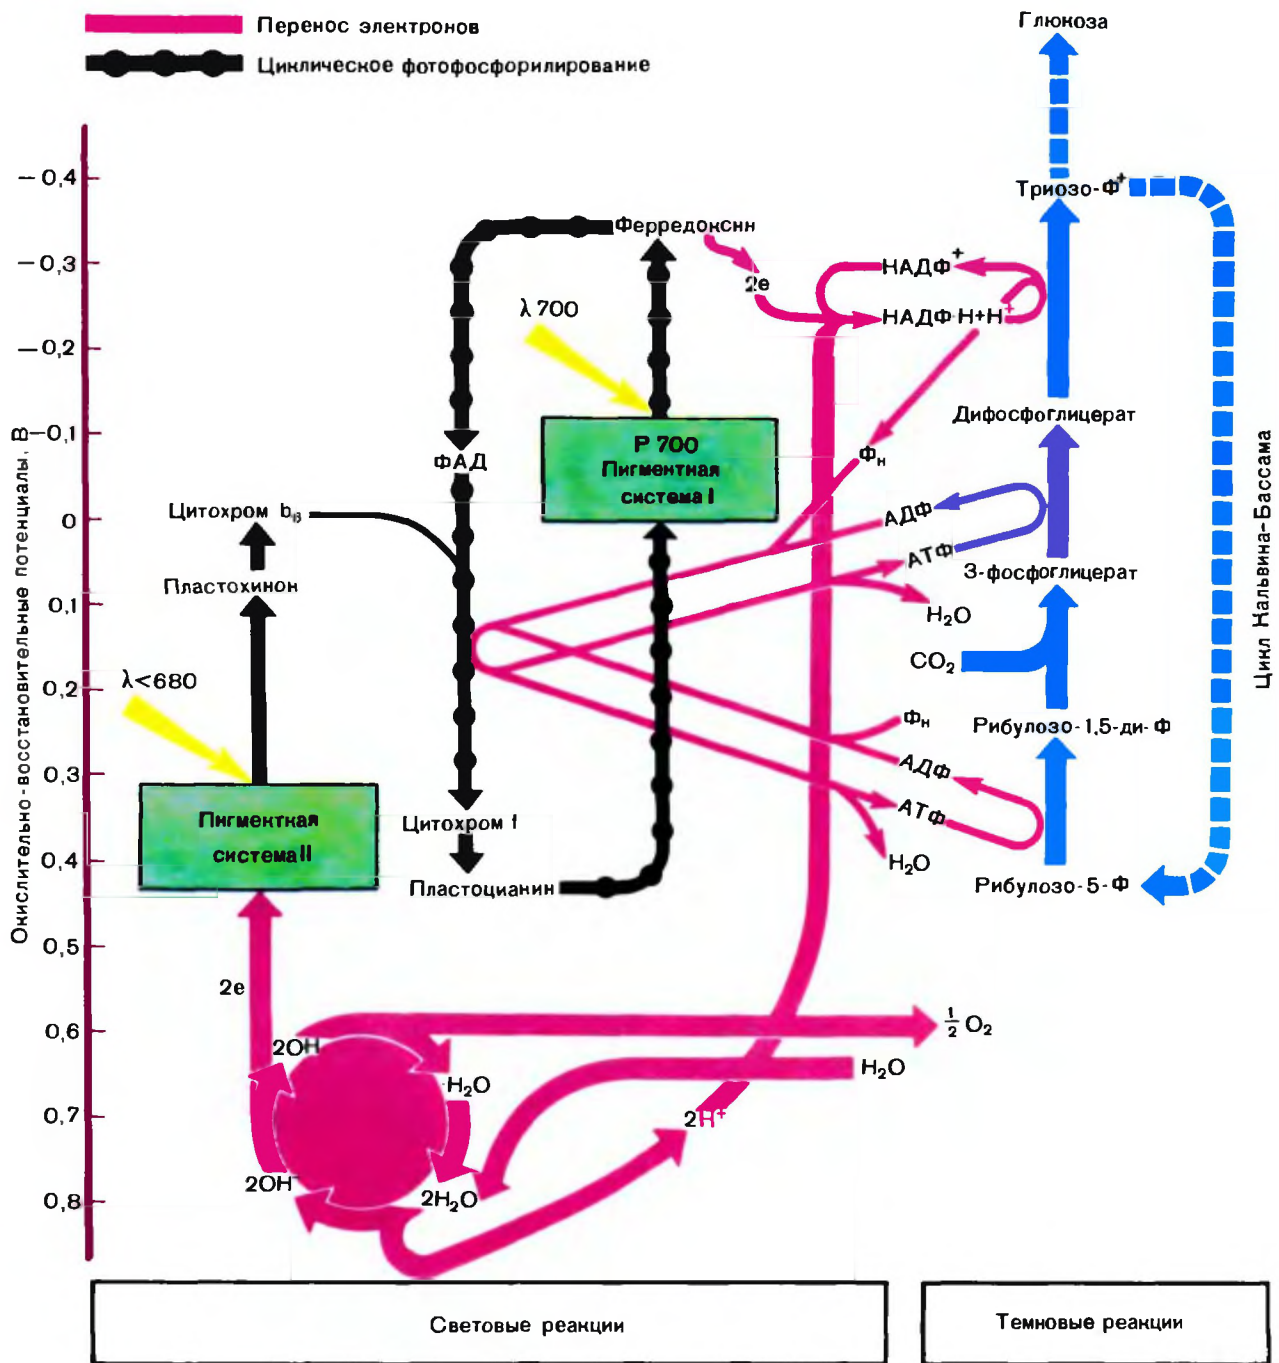 Перенос электронов
Циклическое фотофосфорилирование
Глюкоза
Окислительно-восстановительные потенциалы, В
−0,4
−0,3
−0,2
−0,1
0
0,1
0,2
0,3
0,4
0,5
0,6
0,7
0,8
Триозо-Ф⁺
Ферредоксин
2e
НАДФ⁺
НАДФ·Н+Н⁺
λ 700
Р 700
Пигментная
система I
ФАД
Дифосфоглицерат
Фн
Цитохром b₆
АДФ
АТФ
Пластохинон
3-фосфоглицерат
H₂O
CO₂
λ<680
Фн
Рибулозо-1,5-ди-Ф
АДФ
АТФ
Пигментная
система II
Цитохром f
H₂O
Пластоцианин
Рибулозо-5-Ф
Цикл Кальвина-Бассама
2e
½ O₂
2OH
H₂O
H₂O
2H⁺
2OH⁻
2H₂O
Световые реакции
Темновые реакции